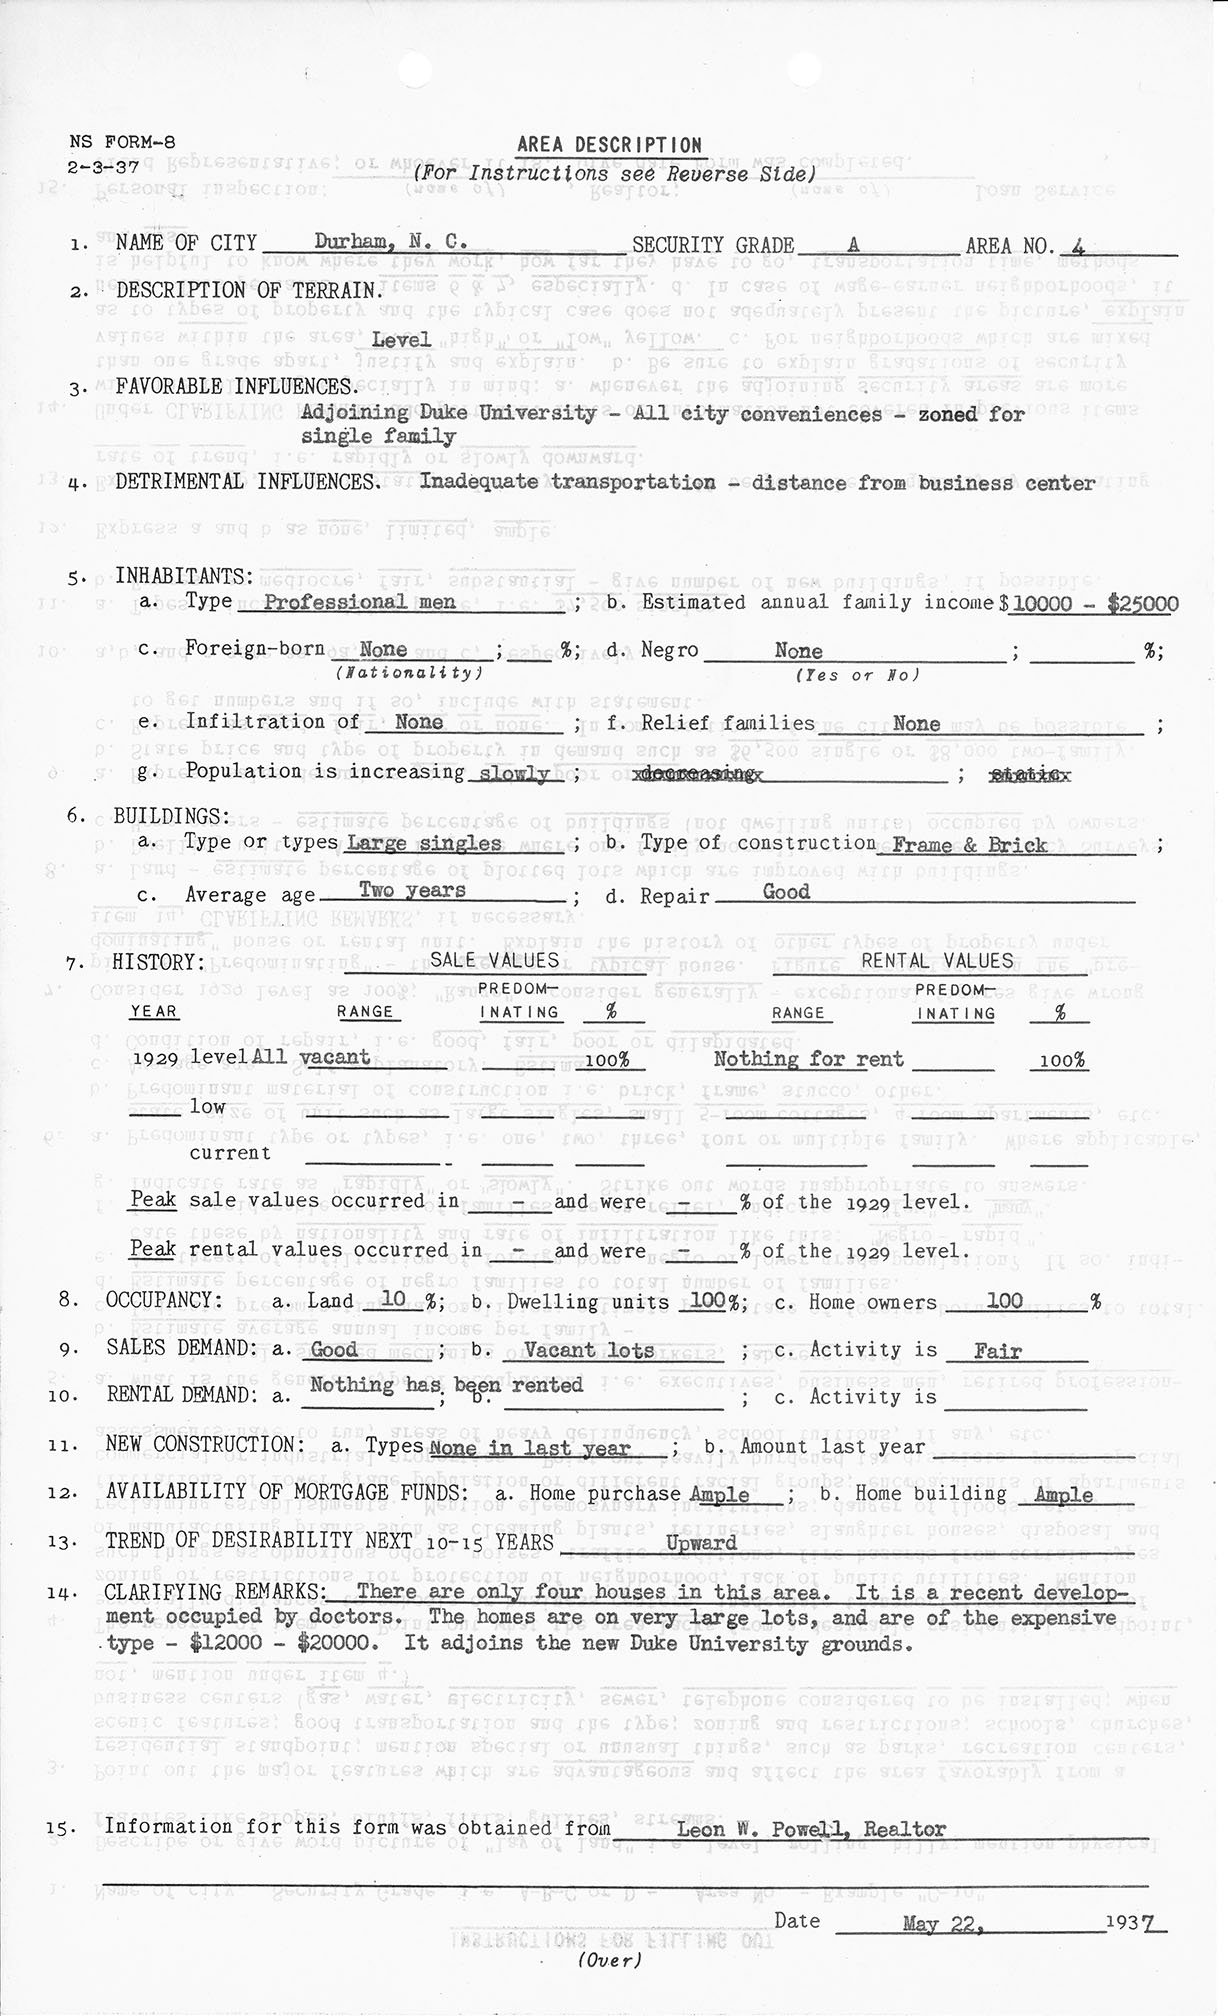 NS FORM-8
2-3-37
AREA DESCRIPTION
(For Instructions see Reverse Side)
1. NAME OF CITY Durham, N. C. SECURITY GRADE A AREA NO. 4
2. DESCRIPTION OF TERRAIN.
Level
3. FAVORABLE INFLUENCES.
Adjoining Duke University - All city conveniences - zoned for
single family
4. DETRIMENTAL INFLUENCES. Inadequate transportation - distance from business center
5. INHABITANTS:
a. Type Professional men ; b. Estimated annual family income $10000 - $25000
c. Foreign-born None ; %; d. Negro None ; %;
(Nationality) (Yes or No)
e. Infiltration of None ; f. Relief families None ;
g. Population is increasing slowly ; decreasing ; static
6. BUILDINGS:
a. Type or types Large singles ; b. Type of construction Frame & Brick ;
c. Average age Two years ; d. Repair Good
7. HISTORY: SALE VALUES RENTAL VALUES
PREDOM- PREDOM-
YEAR RANGE INATING % RANGE INATING %
1929 level All vacant 100% Nothing for rent 100%
low
current
Peak sale values occurred in - and were - % of the 1929 level.
Peak rental values occurred in - and were - % of the 1929 level.
8. OCCUPANCY: a. Land 10 %; b. Dwelling units 100%; c. Home owners 100 %
9. SALES DEMAND: a. Good ; b. Vacant lots ; c. Activity is Fair
10. RENTAL DEMAND: a. Nothing has been rented ; b. ; c. Activity is
11. NEW CONSTRUCTION: a. Types None in last year ; b. Amount last year
12. AVAILABILITY OF MORTGAGE FUNDS: a. Home purchase Ample ; b. Home building Ample
13. TREND OF DESIRABILITY NEXT 10-15 YEARS Upward
14. CLARIFYING REMARKS: There are only four houses in this area. It is a recent develop-
ment occupied by doctors. The homes are on very large lots, and are of the expensive
type - $12000 - $20000. It adjoins the new Duke University grounds.
15. Information for this form was obtained from Leon W. Powell, Realtor
Date May 22, 1937
(Over)